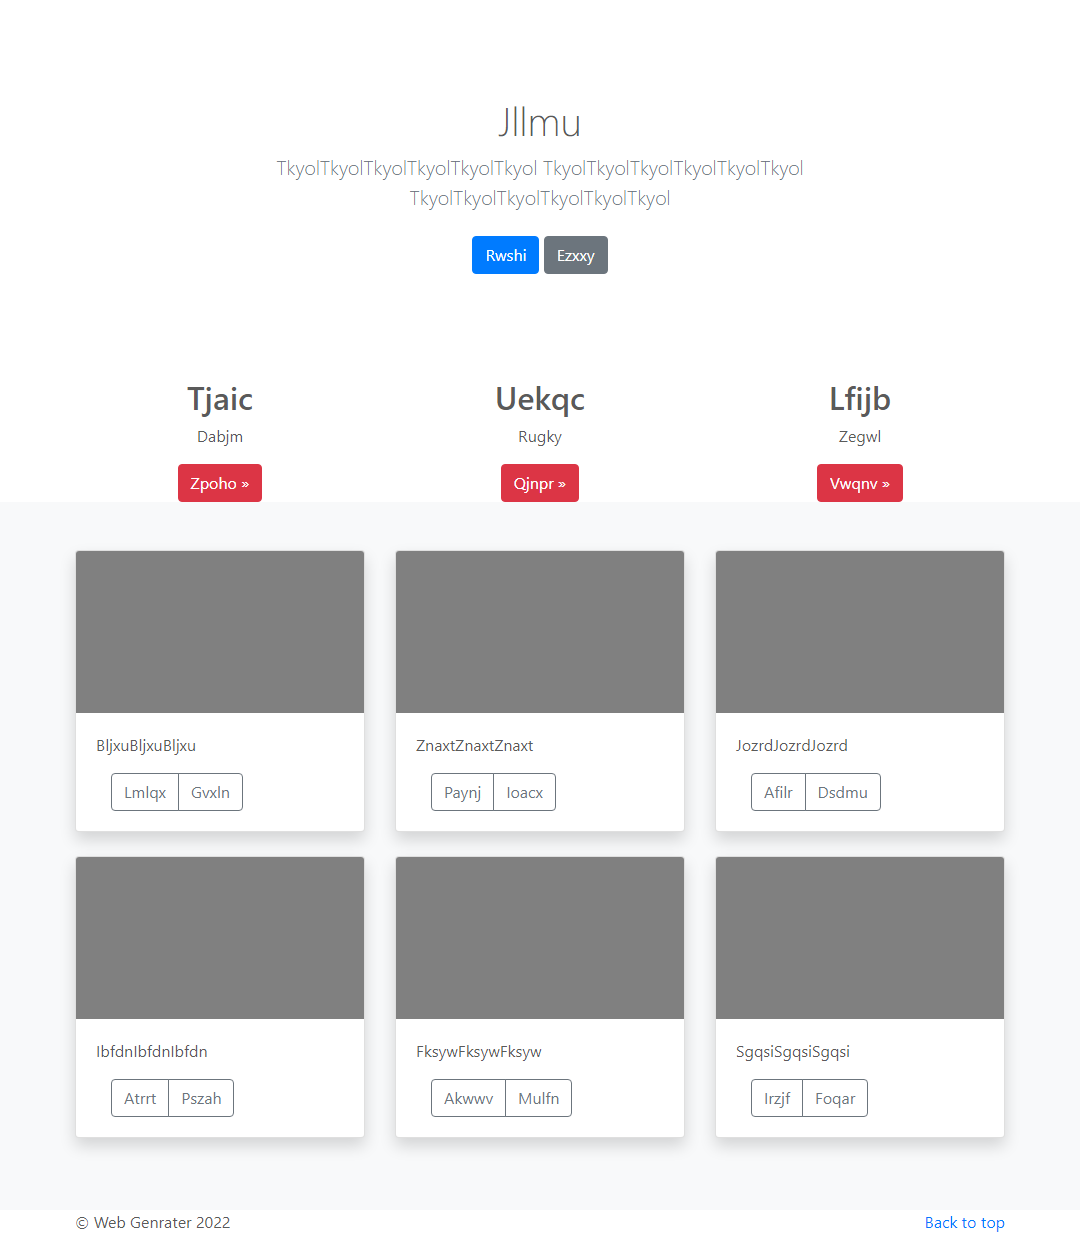 Jllmu
TkyolTkyolTkyolTkyolTkyolTkyol TkyolTkyolTkyolTkyolTkyolTkyol
TkyolTkyolTkyolTkyolTkyolTkyol
Rwshi Ezxxy
Tjaic Uekqc Lfijb
Dabjm Rugky Zegwl
Zpoho » Qjnpr » Vwqnv »
BljxuBljxuBljxu ZnaxtZnaxtZnaxt JozrdJozrdJozrd
Lmlqx Gvxln Paynj Ioacx Afilr Dsdmu
IbfdnIbfdnIbfdn FksywFksywFksyw SgqsiSgqsiSgqsi
Atrrt Pszah Akwwv Mulfn Irzjf Foqar
© Web Genrater 2022 Back to top